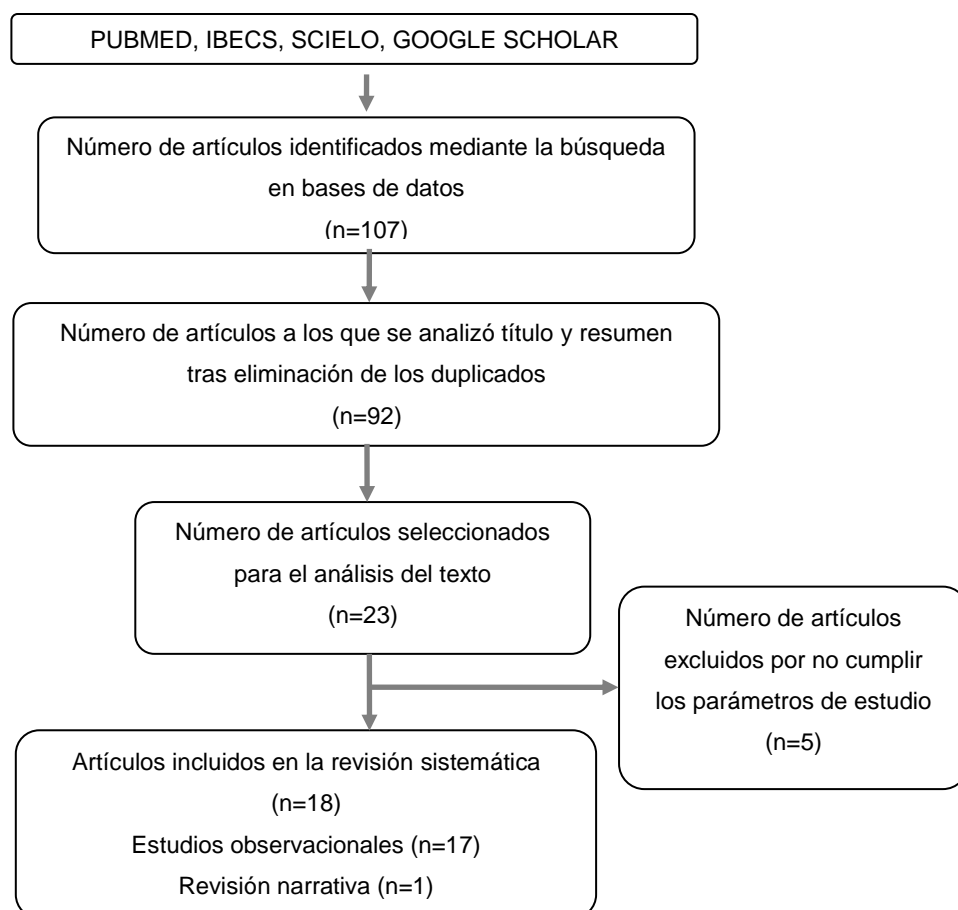 PUBMED, IBECS, SCIELO, GOOGLE SCHOLAR
Número de artículos identificados mediante la búsqueda
en bases de datos
(n=107)
Número de artículos a los que se analizó título y resumen
tras eliminación de los duplicados
(n=92)
Número de artículos seleccionados
para el análisis del texto
(n=23)
Número de artículos
excluidos por no cumplir
los parámetros de estudio
(n=5)
Artículos incluidos en la revisión sistemática
(n=18)
Estudios observacionales (n=17)
Revisión narrativa (n=1)